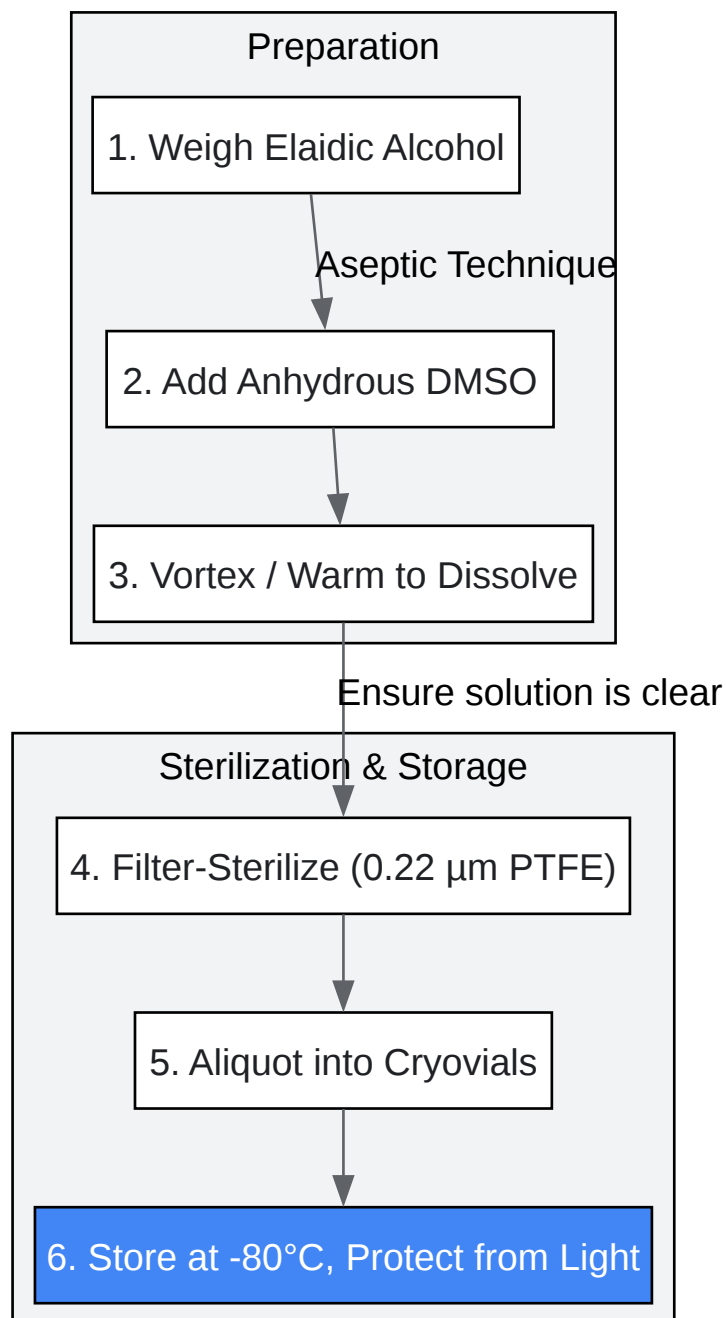 Preparation
1. Weigh Elaidic Alcohol
Aseptic Technique
2. Add Anhydrous DMSO
3. Vortex / Warm to Dissolve
Ensure solution is clear
Sterilization & Storage
4. Filter-Sterilize (0.22 µm PTFE)
5. Aliquot into Cryovials
6. Store at -80°C, Protect from Light